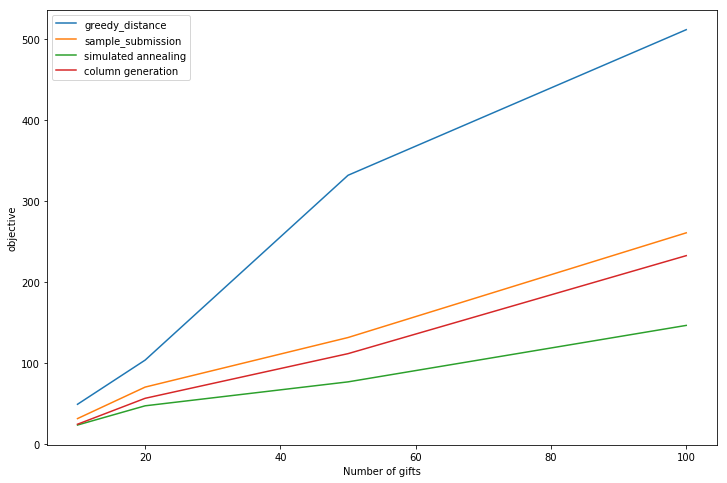 greedy_distance
sample_submission
simulated annealing
column generation
500
400
300
200
100
0
objective
20
40
60
80
100
Number of gifts